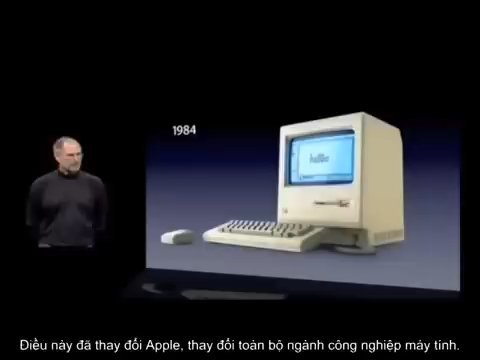 1984
hello
Điều này đã thay đổi Apple, thay đổi toàn bộ ngành công nghiệp máy tính.